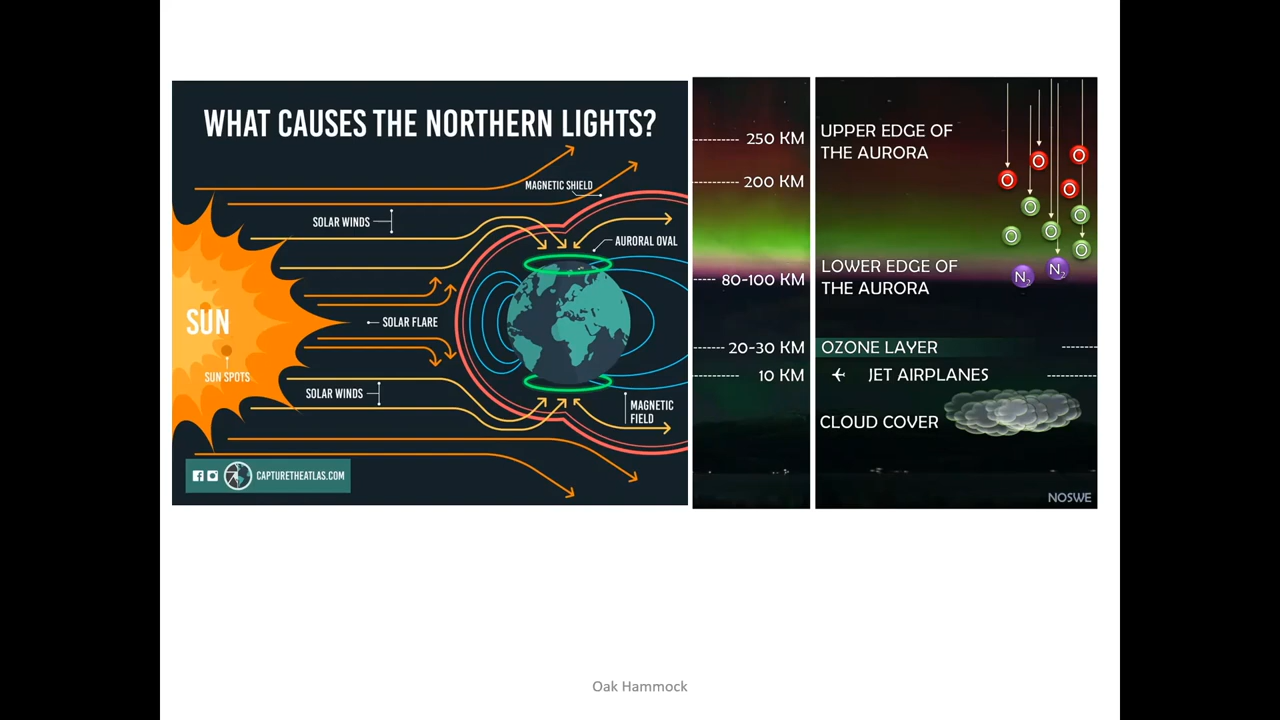 WHAT CAUSES THE NORTHERN LIGHTS?
MAGNETIC SHIELD
SOLAR WINDS
AURORAL OVAL
SUN
SOLAR FLARE
SUN SPOTS
SOLAR WINDS
MAGNETIC
FIELD
CAPTURETHEATLAS.COM
250 KM
200 KM
80-100 KM
20-30 KM
10 KM
UPPER EDGE OF
THE AURORA
O
O
O
O
O
O
O
O
O
LOWER EDGE OF
THE AURORA
N₂
N₂
OZONE LAYER
JET AIRPLANES
CLOUD COVER
NOSWE
Oak Hammock